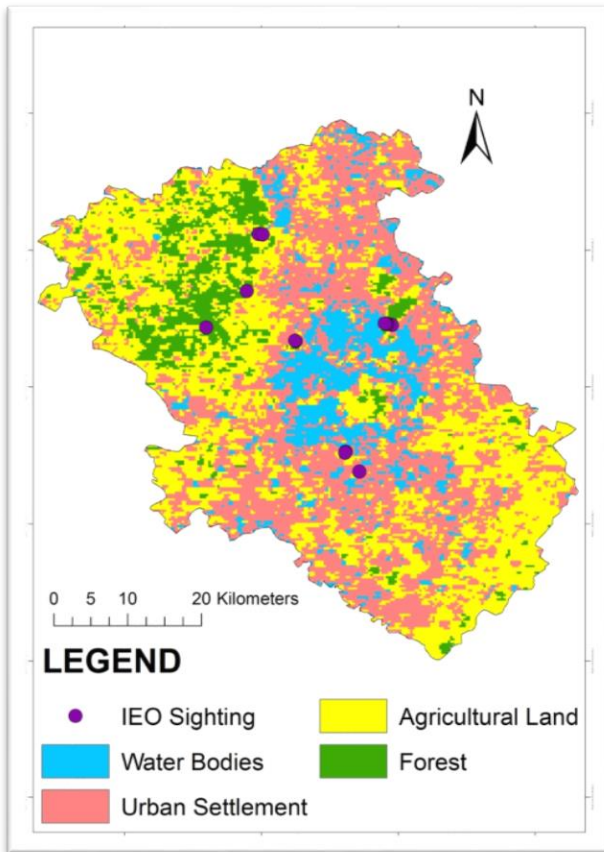 N
0 5 10 20 Kilometers
LEGEND
IEO Sighting
Agricultural Land
Water Bodies
Forest
Urban Settlement